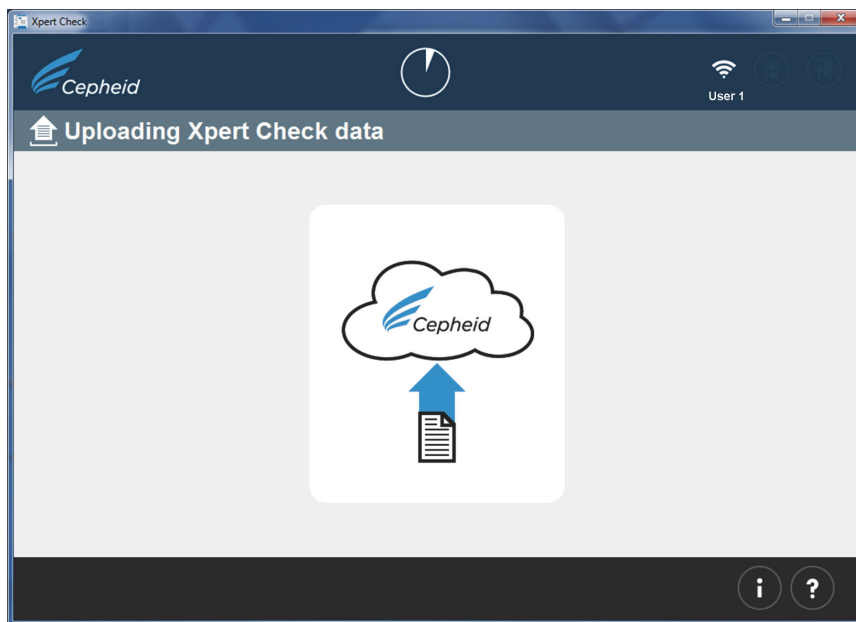 Xpert Check
Cepheid
User 1
Uploading Xpert Check data
Cepheid
i ?